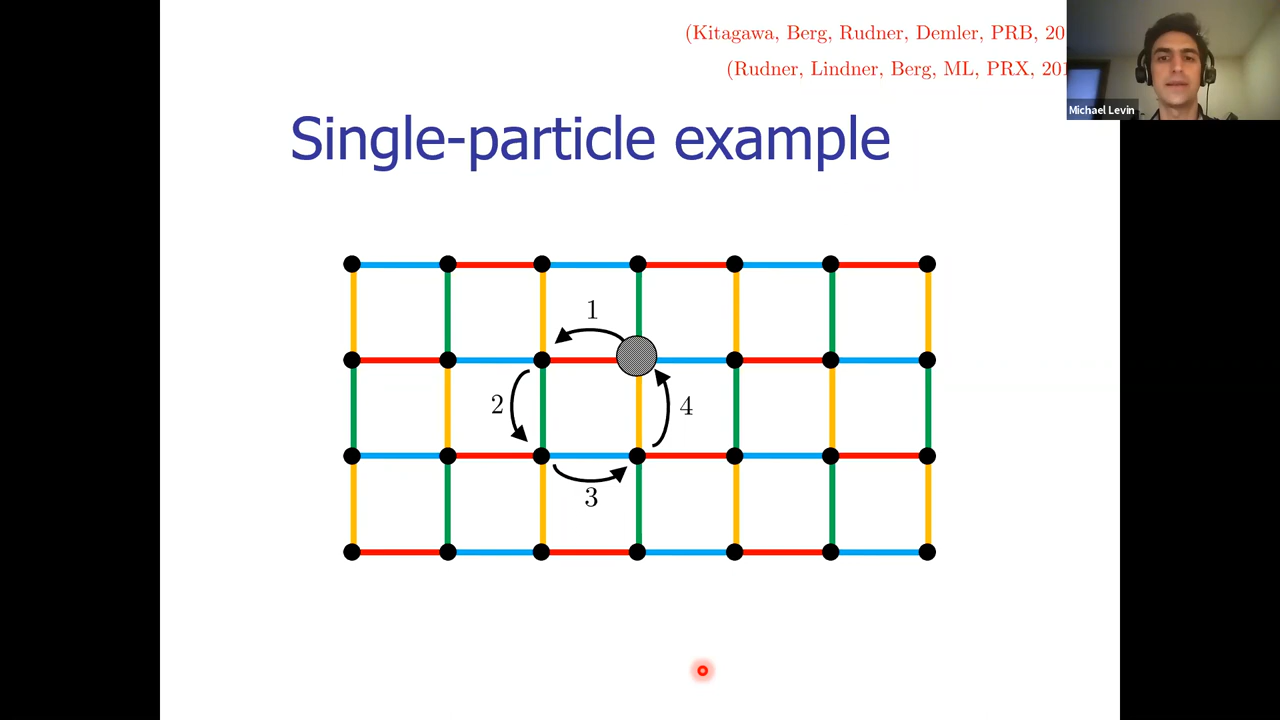 (Kitagawa, Berg, Rudner, Demler, PRB, 20
(Rudner, Lindner, Berg, ML, PRX, 201
Michael Levin
Single-particle example
1
2
4
3